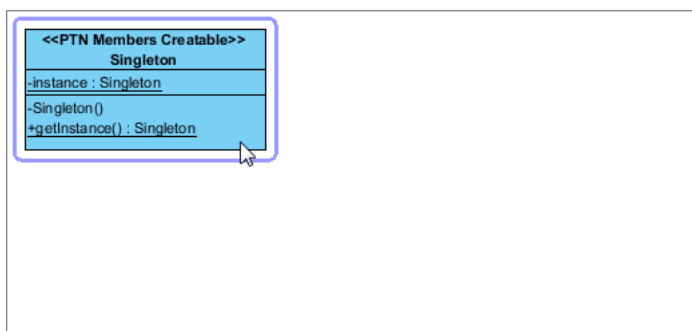 <<PTN Members Creatable>>
Singleton
-instance : Singleton
-Singleton()
+getInstance() : Singleton